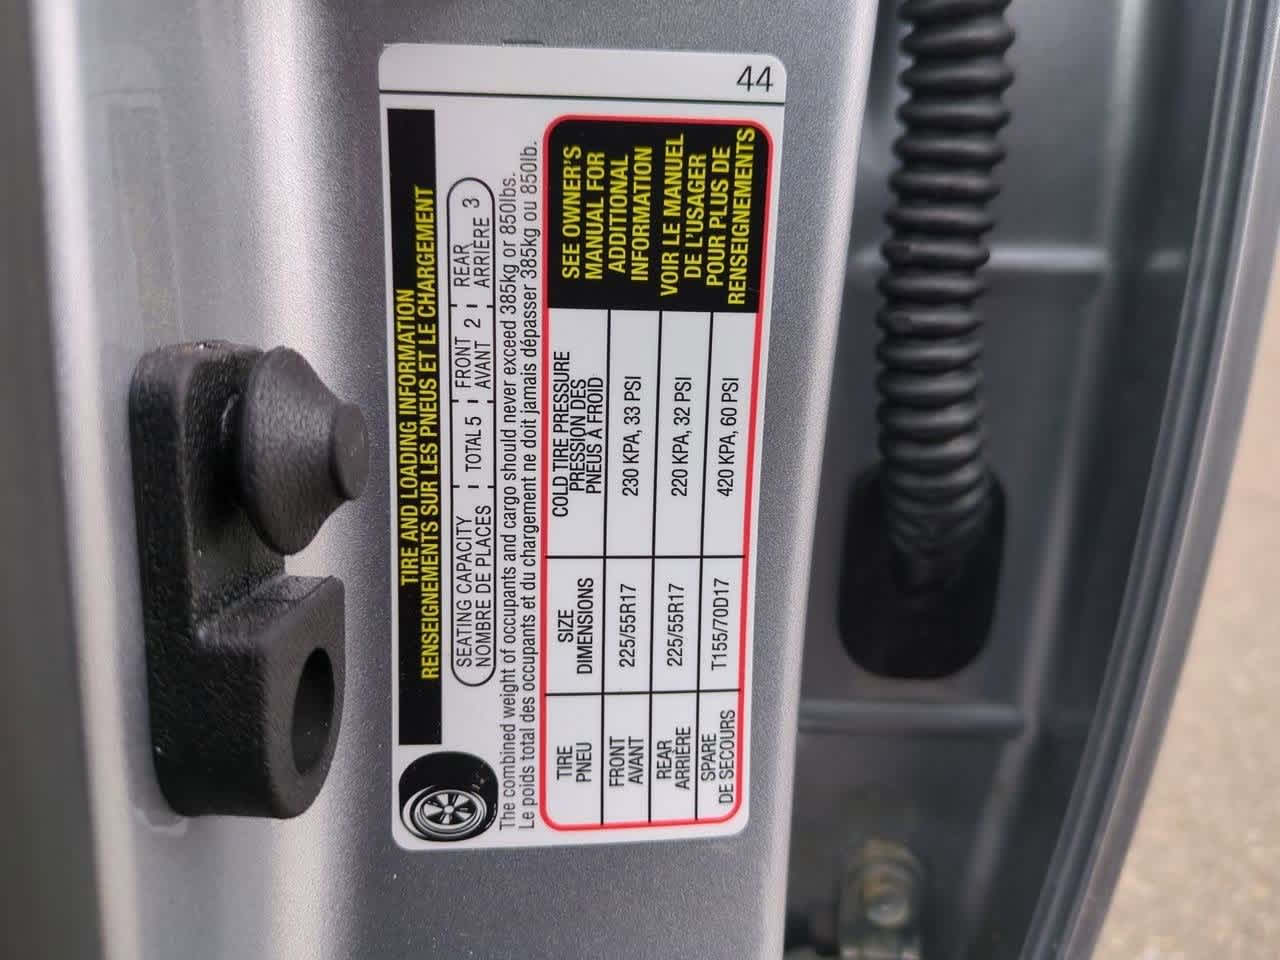 44
TIRE AND LOADING INFORMATION
RENSEIGNEMENTS SUR LES PNEUS ET LE CHARGEMENT
SEATING CAPACITY
NOMBRE DE PLACES
TOTAL 5
FRONT
AVANT
2
REAR
ARRIÈRE
3
The combined weight of occupants and cargo should never exceed 385kg or 850lbs.
Le poids total des occupants et du chargement ne doit jamais dépasser 385kg ou 850lb.
TIRE
PNEU
SIZE
DIMENSIONS
COLD TIRE PRESSURE
PRESSION DES
PNEUS À FROID
FRONT
AVANT
225/55R17
230 KPA, 33 PSI
REAR
ARRIÈRE
225/55R17
220 KPA, 32 PSI
SPARE
DE SECOURS
T155/70D17
420 KPA, 60 PSI
SEE OWNER'S
MANUAL FOR
ADDITIONAL
INFORMATION
VOIR LE MANUEL
DE L'USAGER
POUR PLUS DE
RENSEIGNEMENTS